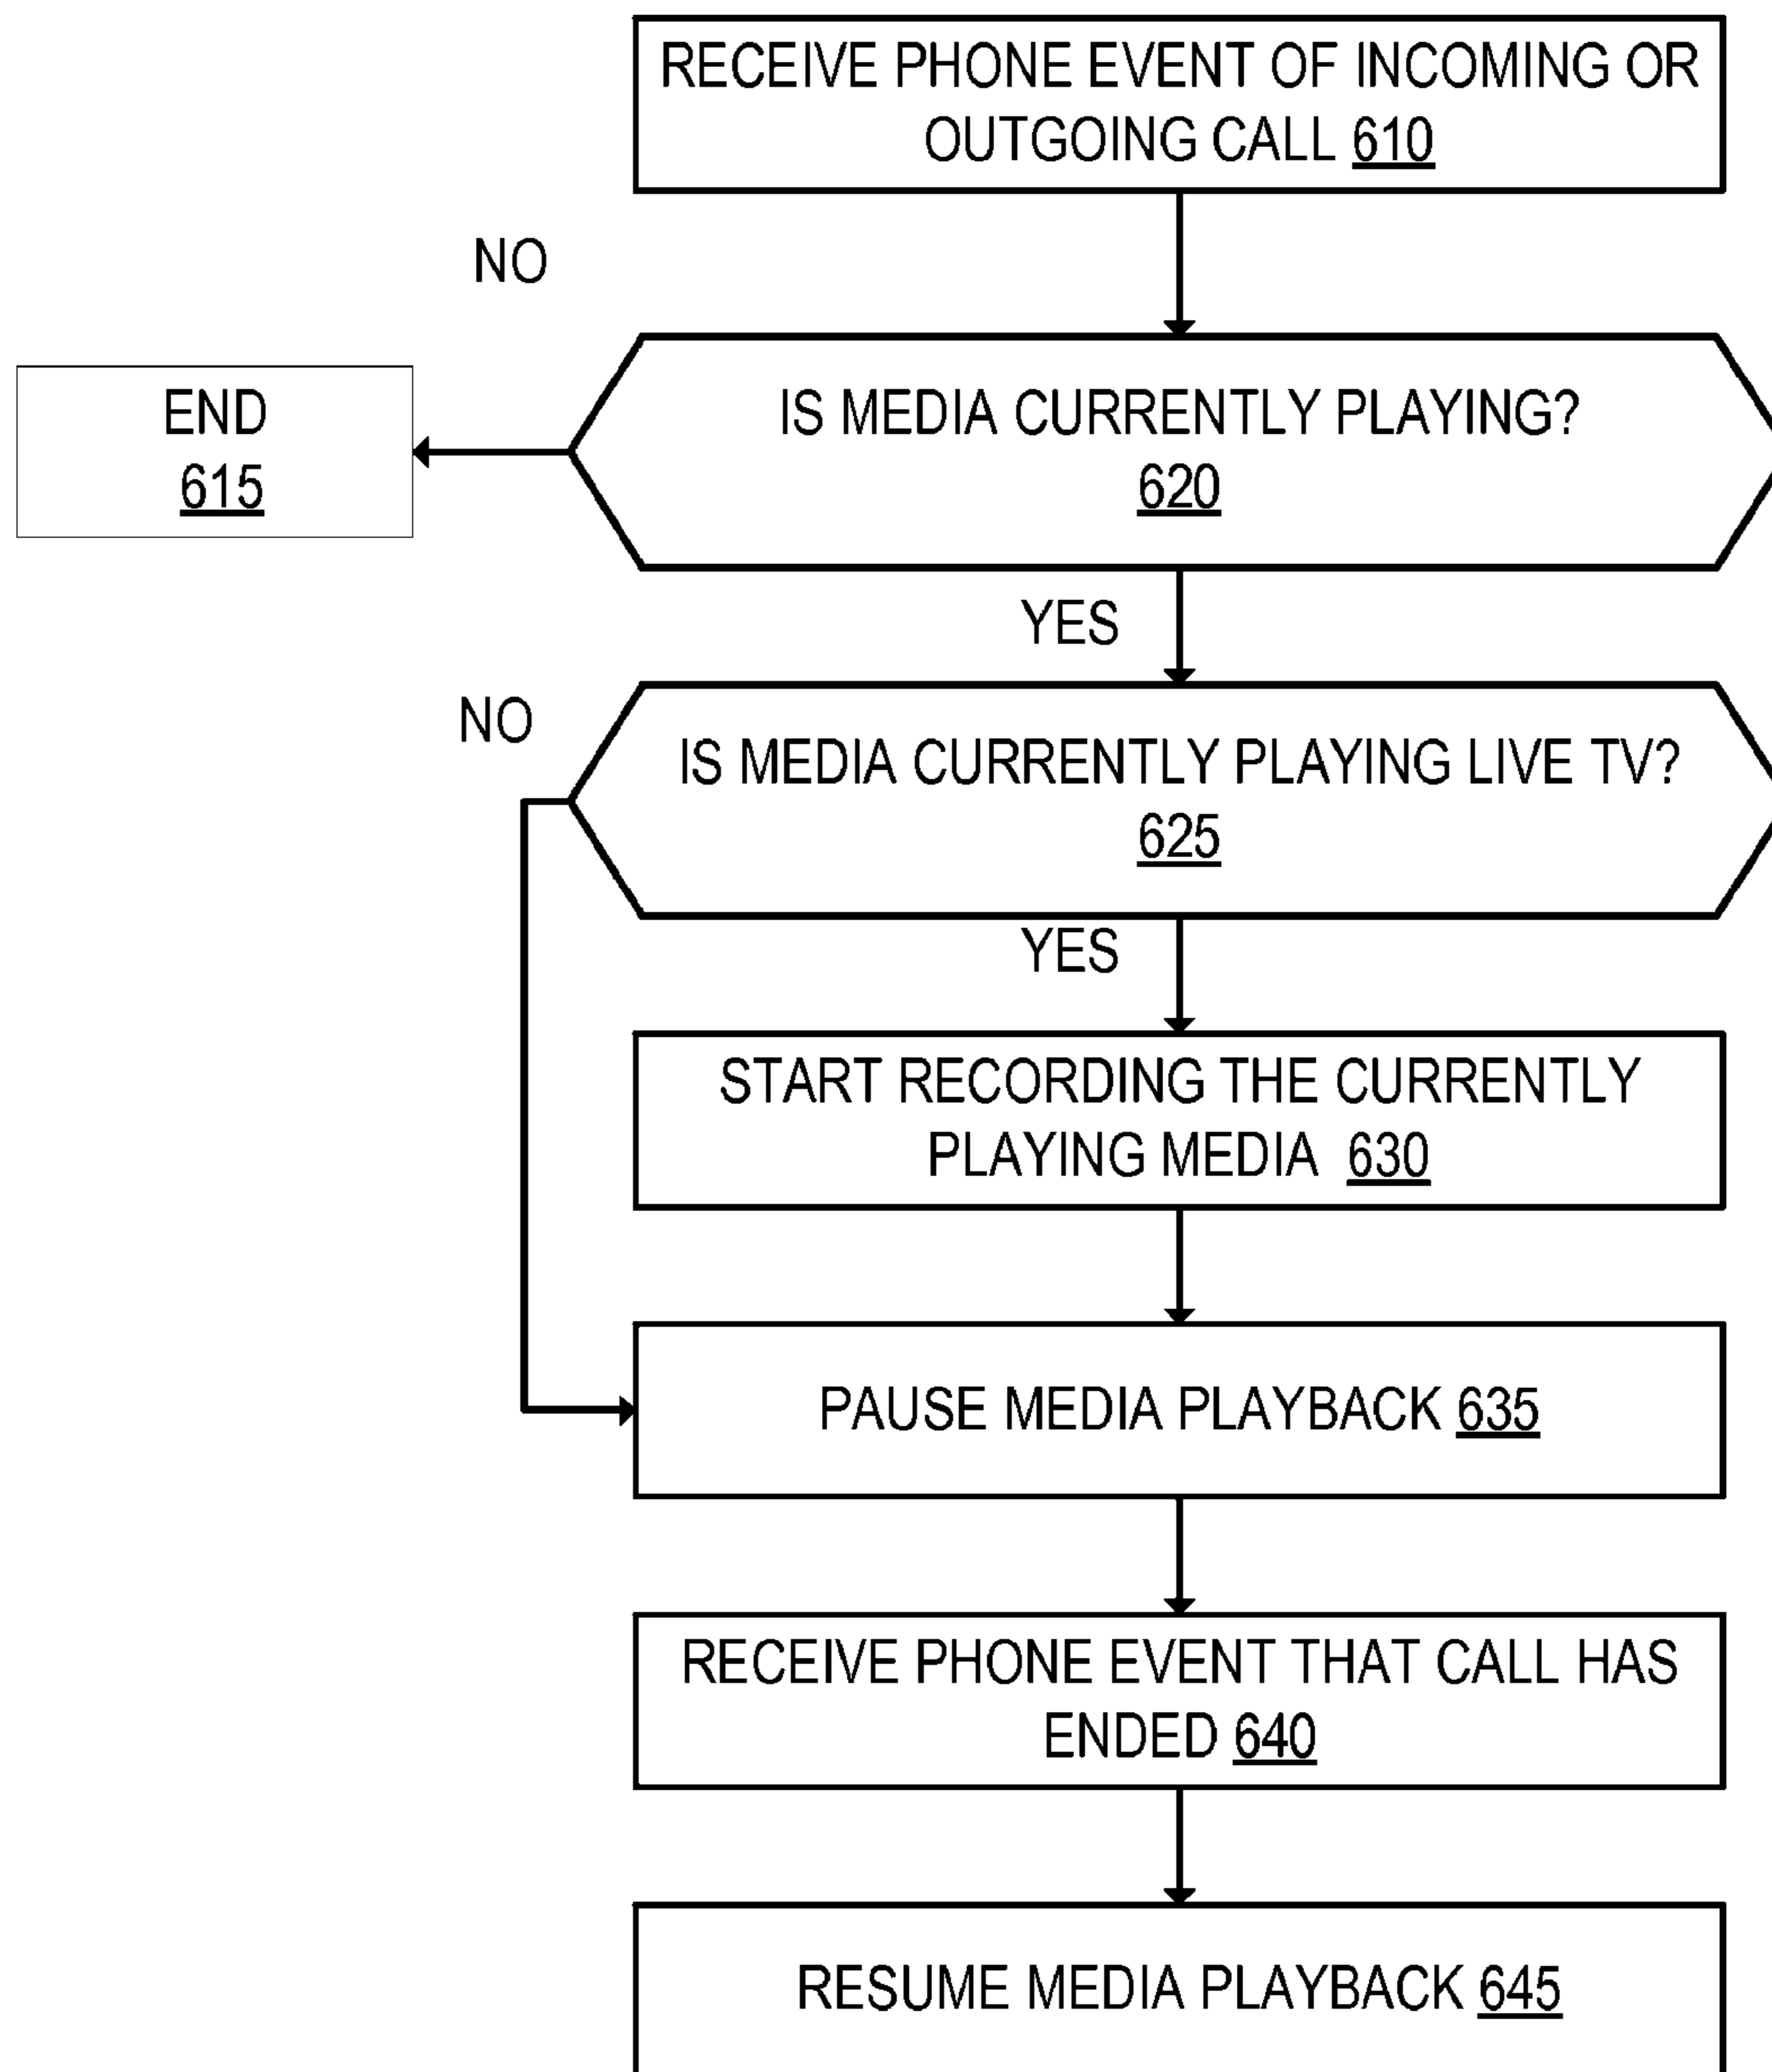 RECEIVE PHONE EVENT OF INCOMING OR
OUTGOING CALL 610
NO
IS MEDIA CURRENTLY PLAYING?
620
END
615
YES
NO
IS MEDIA CURRENTLY PLAYING LIVE TV?
625
YES
START RECORDING THE CURRENTLY
PLAYING MEDIA 630
PAUSE MEDIA PLAYBACK 635
RECEIVE PHONE EVENT THAT CALL HAS
ENDED 640
RESUME MEDIA PLAYBACK 645